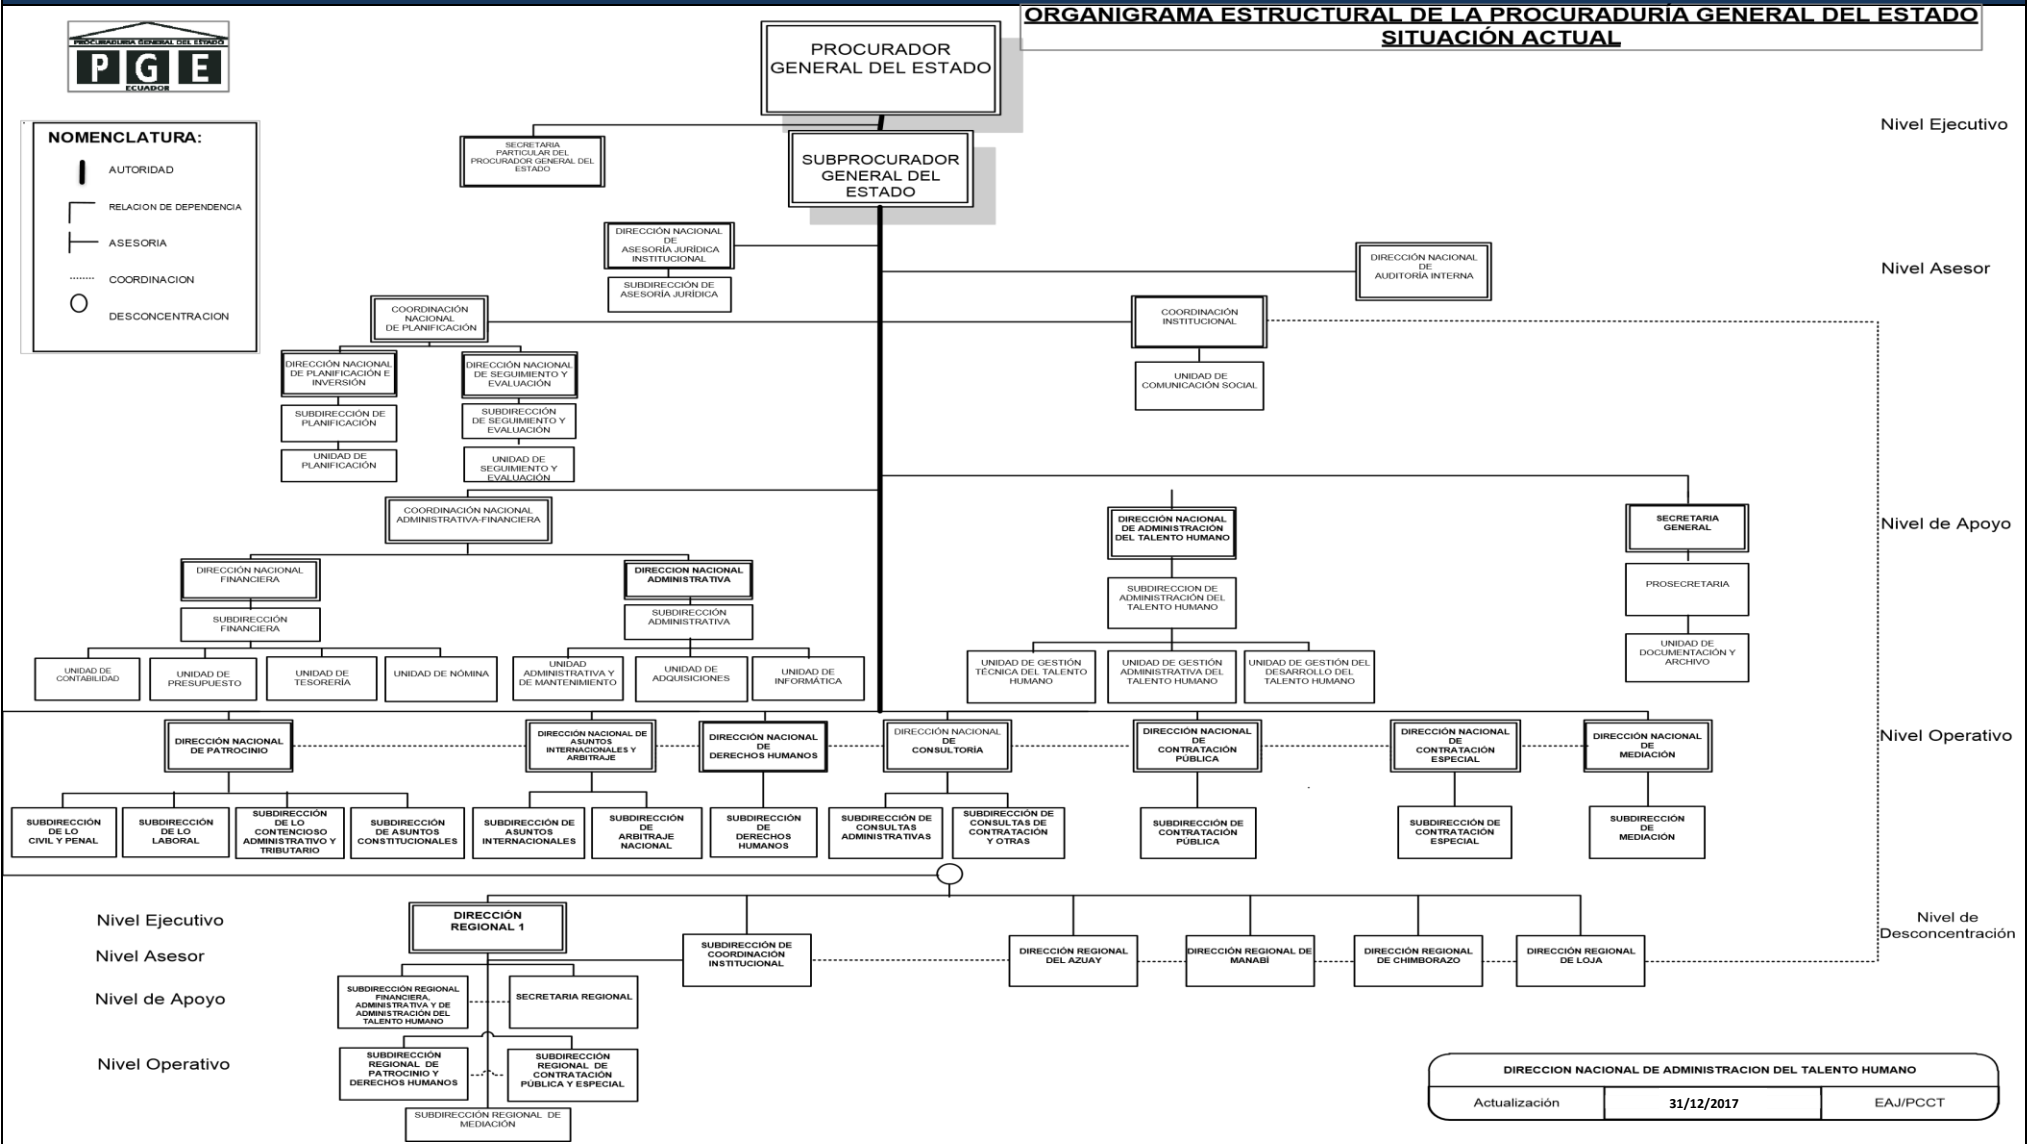 ORGANIGRAMA ESTRUCTURAL DE LA PROCURADURÍA GENERAL DEL ESTADO
SITUACIÓN ACTUAL
PROCURADURIA GENERAL DEL ESTADO
P G E
ECUADOR
PROCURADOR
GENERAL DEL ESTADO
Nivel Ejecutivo
SECRETARIA
PARTICULAR DEL
PROCURADOR GENERAL DEL
ESTADO
SUBPROCURADOR
GENERAL DEL
ESTADO
NOMENCLATURA:
AUTORIDAD
RELACION DE DEPENDENCIA
ASESORIA
COORDINACION
DESCONCENTRACION
DIRECCIÓN NACIONAL
DE
ASESORÍA JURÍDICA
INSTITUCIONAL
SUBDIRECCIÓN DE
ASESORÍA JURÍDICA
DIRECCIÓN NACIONAL
DE
AUDITORÍA INTERNA
Nivel Asesor
COORDINACIÓN
NACIONAL
DE PLANIFICACIÓN
COORDINACIÓN
INSTITUCIONAL
DIRECCIÓN NACIONAL
DE PLANIFICACIÓN E
INVERSIÓN
DIRECCIÓN NACIONAL
DE SEGUIMIENTO Y
EVALUACIÓN
UNIDAD DE
COMUNICACIÓN SOCIAL
SUBDIRECCIÓN DE
PLANIFICACIÓN
SUBDIRECCIÓN
DE SEGUIMIENTO Y
EVALUACIÓN
UNIDAD DE
PLANIFICACIÓN
UNIDAD DE
SEGUIMIENTO Y
EVALUACIÓN
COORDINACIÓN NACIONAL
ADMINISTRATIVA-FINANCIERA
DIRECCIÓN NACIONAL
DE ADMINISTRACIÓN
DEL TALENTO HUMANO
SECRETARIA
GENERAL
Nivel de Apoyo
DIRECCIÓN NACIONAL
FINANCIERA
DIRECCION NACIONAL
ADMINISTRATIVA
SUBDIRECCION DE
ADMINISTRACIÓN DEL
TALENTO HUMANO
PROSECRETARIA
SUBDIRECCIÓN
FINANCIERA
SUBDIRECCIÓN
ADMINISTRATIVA
UNIDAD DE
DOCUMENTACIÓN Y
ARCHIVO
UNIDAD DE
CONTABILIDAD
UNIDAD DE
PRESUPUESTO
UNIDAD DE
TESORERÍA
UNIDAD DE NÓMINA
UNIDAD
ADMINISTRATIVA Y
DE MANTENIMIENTO
UNIDAD DE
ADQUISICIONES
UNIDAD DE
INFORMÁTICA
UNIDAD DE GESTIÓN
TÉCNICA DEL TALENTO
HUMANO
UNIDAD DE GESTIÓN
ADMINISTRATIVA DEL
TALENTO HUMANO
UNIDAD DE GESTIÓN DEL
DESARROLLO DEL
TALENTO HUMANO
DIRECCIÓN NACIONAL
DE PATROCINIO
DIRECCIÓN NACIONAL DE
ASUNTOS
INTERNACIONALES Y
ARBITRAJE
DIRECCIÓN NACIONAL
DE
DERECHOS HUMANOS
DIRECCIÓN NACIONAL
DE
CONSULTORÍA
DIRECCIÓN NACIONAL
DE
CONTRATACIÓN
PÚBLICA
DIRECCIÓN NACIONAL
DE
CONTRATACIÓN
ESPECIAL
DIRECCIÓN NACIONAL
DE
MEDIACIÓN
Nivel Operativo
SUBDIRECCIÓN
DE LO
CIVIL Y PENAL
SUBDIRECCIÓN
DE LO
LABORAL
SUBDIRECCIÓN
DE LO
CONTENCIOSO
ADMINISTRATIVO Y
TRIBUTARIO
SUBDIRECCIÓN
DE ASUNTOS
CONSTITUCIONALES
SUBDIRECCIÓN DE
ASUNTOS
INTERNACIONALES
SUBDIRECCIÓN
DE
ARBITRAJE
NACIONAL
SUBDIRECCIÓN
DE
DERECHOS
HUMANOS
SUBDIRECCIÓN DE
CONSULTAS
ADMINISTRATIVAS
SUBDIRECCIÓN DE
CONSULTAS DE
CONTRATACIÓN
Y OTRAS
SUBDIRECCIÓN DE
CONTRATACIÓN
PÚBLICA
SUBDIRECCIÓN DE
CONTRATACIÓN
ESPECIAL
SUBDIRECCIÓN
DE
MEDIACIÓN
Nivel Ejecutivo
DIRECCIÓN
REGIONAL 1
Nivel de
Desconcentración
Nivel Asesor
SUBDIRECCIÓN DE
COORDINACIÓN
INSTITUCIONAL
DIRECCIÓN REGIONAL
DEL AZUAY
DIRECCIÓN REGIONAL DE
MANABÍ
DIRECCIÓN REGIONAL
DE CHIMBORAZO
DIRECCIÓN REGIONAL
DE LOJA
Nivel de Apoyo
SUBDIRECCIÓN REGIONAL
FINANCIERA,
ADMINISTRATIVA Y DE
ADMINISTRACIÓN DEL
TALENTO HUMANO
SECRETARIA REGIONAL
Nivel Operativo
SUBDIRECCIÓN
REGIONAL DE
PATROCINIO Y
DERECHOS HUMANOS
SUBDIRECCIÓN
REGIONAL DE
CONTRATACIÓN
PÚBLICA Y ESPECIAL
SUBDIRECCIÓN REGIONAL DE
MEDIACIÓN
DIRECCION NACIONAL DE ADMINISTRACION DEL TALENTO HUMANO
Actualización
31/12/2017
EAJ/PCCT